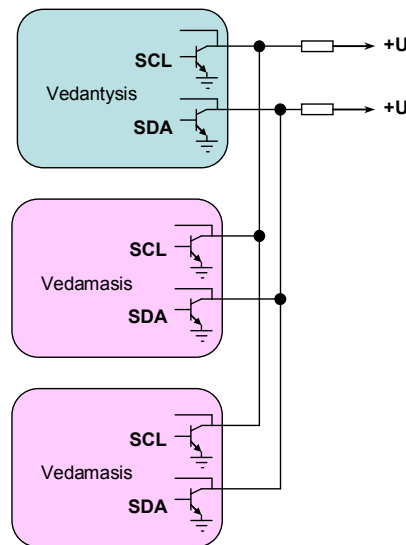 +U
SCL
Vedantysis
+U
SDA
SCL
Vedamasis
SDA
SCL
Vedamasis
SDA